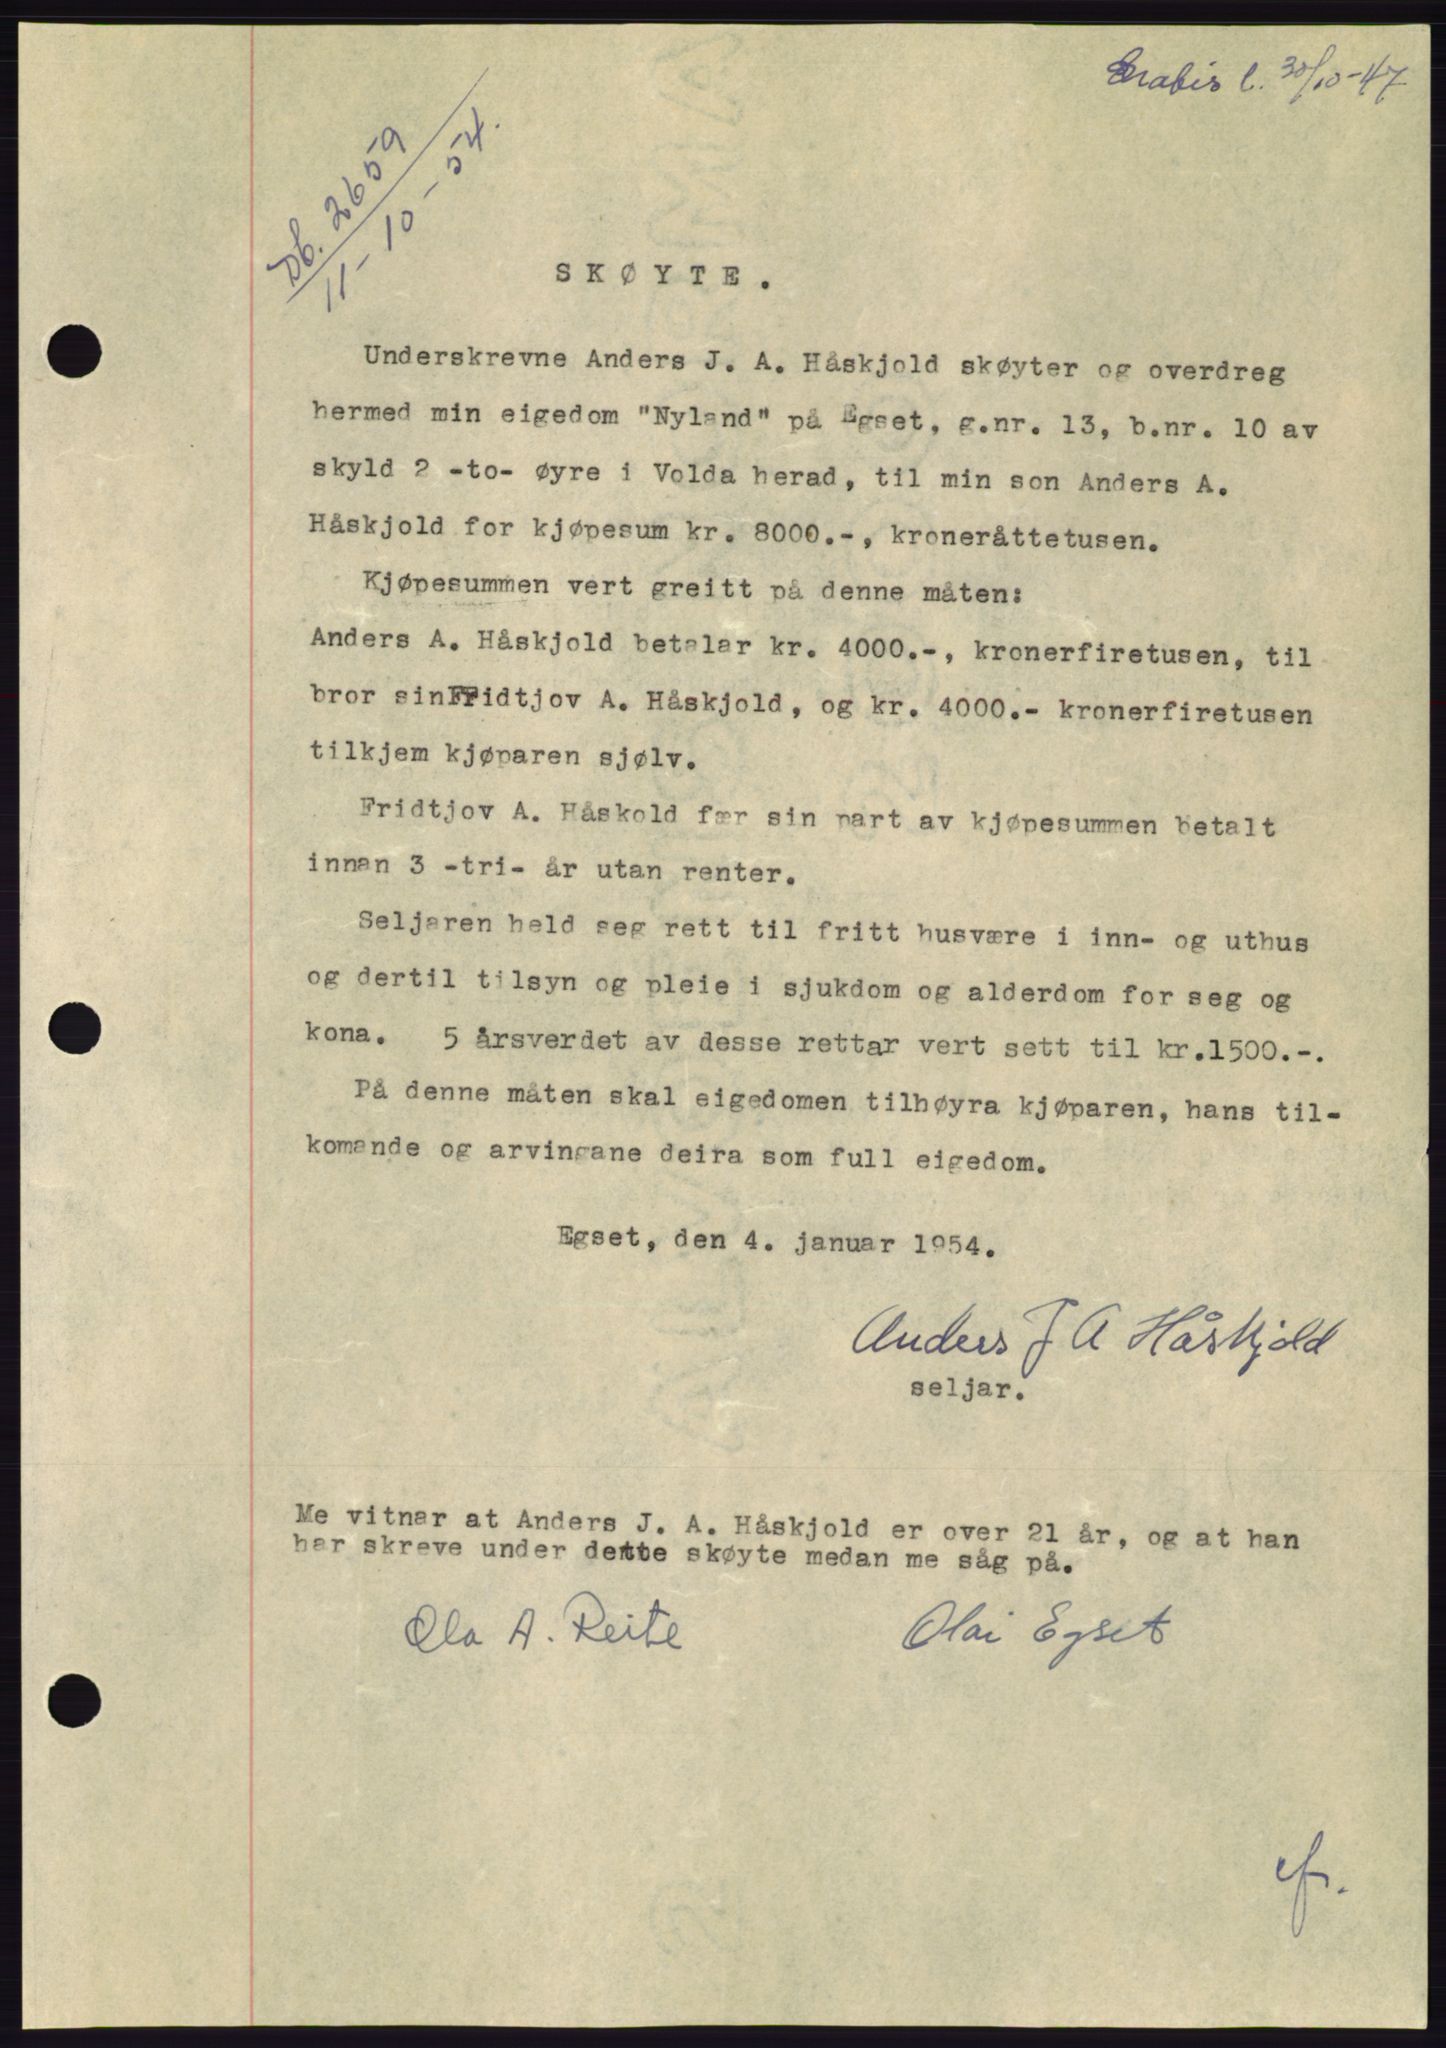 30/10-47
Db. 2659
11-10-54.
SKØYTE.
Underskrevne Anders J. A. Håskjold skøyter og overdreg
hermed min eigedom "Nyland" på Egset, g.nr. 13, b.nr. 10 av
skyld 2 -to- øyre i Volda herad, til min son Anders A.
Håskjold for kjøpesum kr. 8000.-, kroneråttetusen.
Kjøpesummen vert greitt på denne måten:
Anders A. Håskjold betalar kr. 4000.-, kronerfiretusen, til
bror sin Fridtjov A. Håskjold, og kr. 4000.- kronerfiretusen
tilkjem kjøparen sjølv.
Fridtjov A. Håskold fær sin part av kjøpesummen betalt
innan 3 -tri- år utan renter.
Seljaren held seg rett til fritt husvære i inn- og uthus
og dertil tilsyn og pleie i sjukdom og alderdom for seg og
kona. 5 årsverdet av desse rettar vert sett til kr.1500.-.
På denne måten skal eigedomen tilhøyra kjøparen, hans til-
komande og arvingane deira som full eigedom.
Egset, den 4. januar 1954.
Anders J A Håskjold
seljar.
Me vitnar at Anders J. A. Håskjold er over 21 år, og at han
har skreve under dette skøyte medan me såg på.
Ola A. Reite
Olai Egset